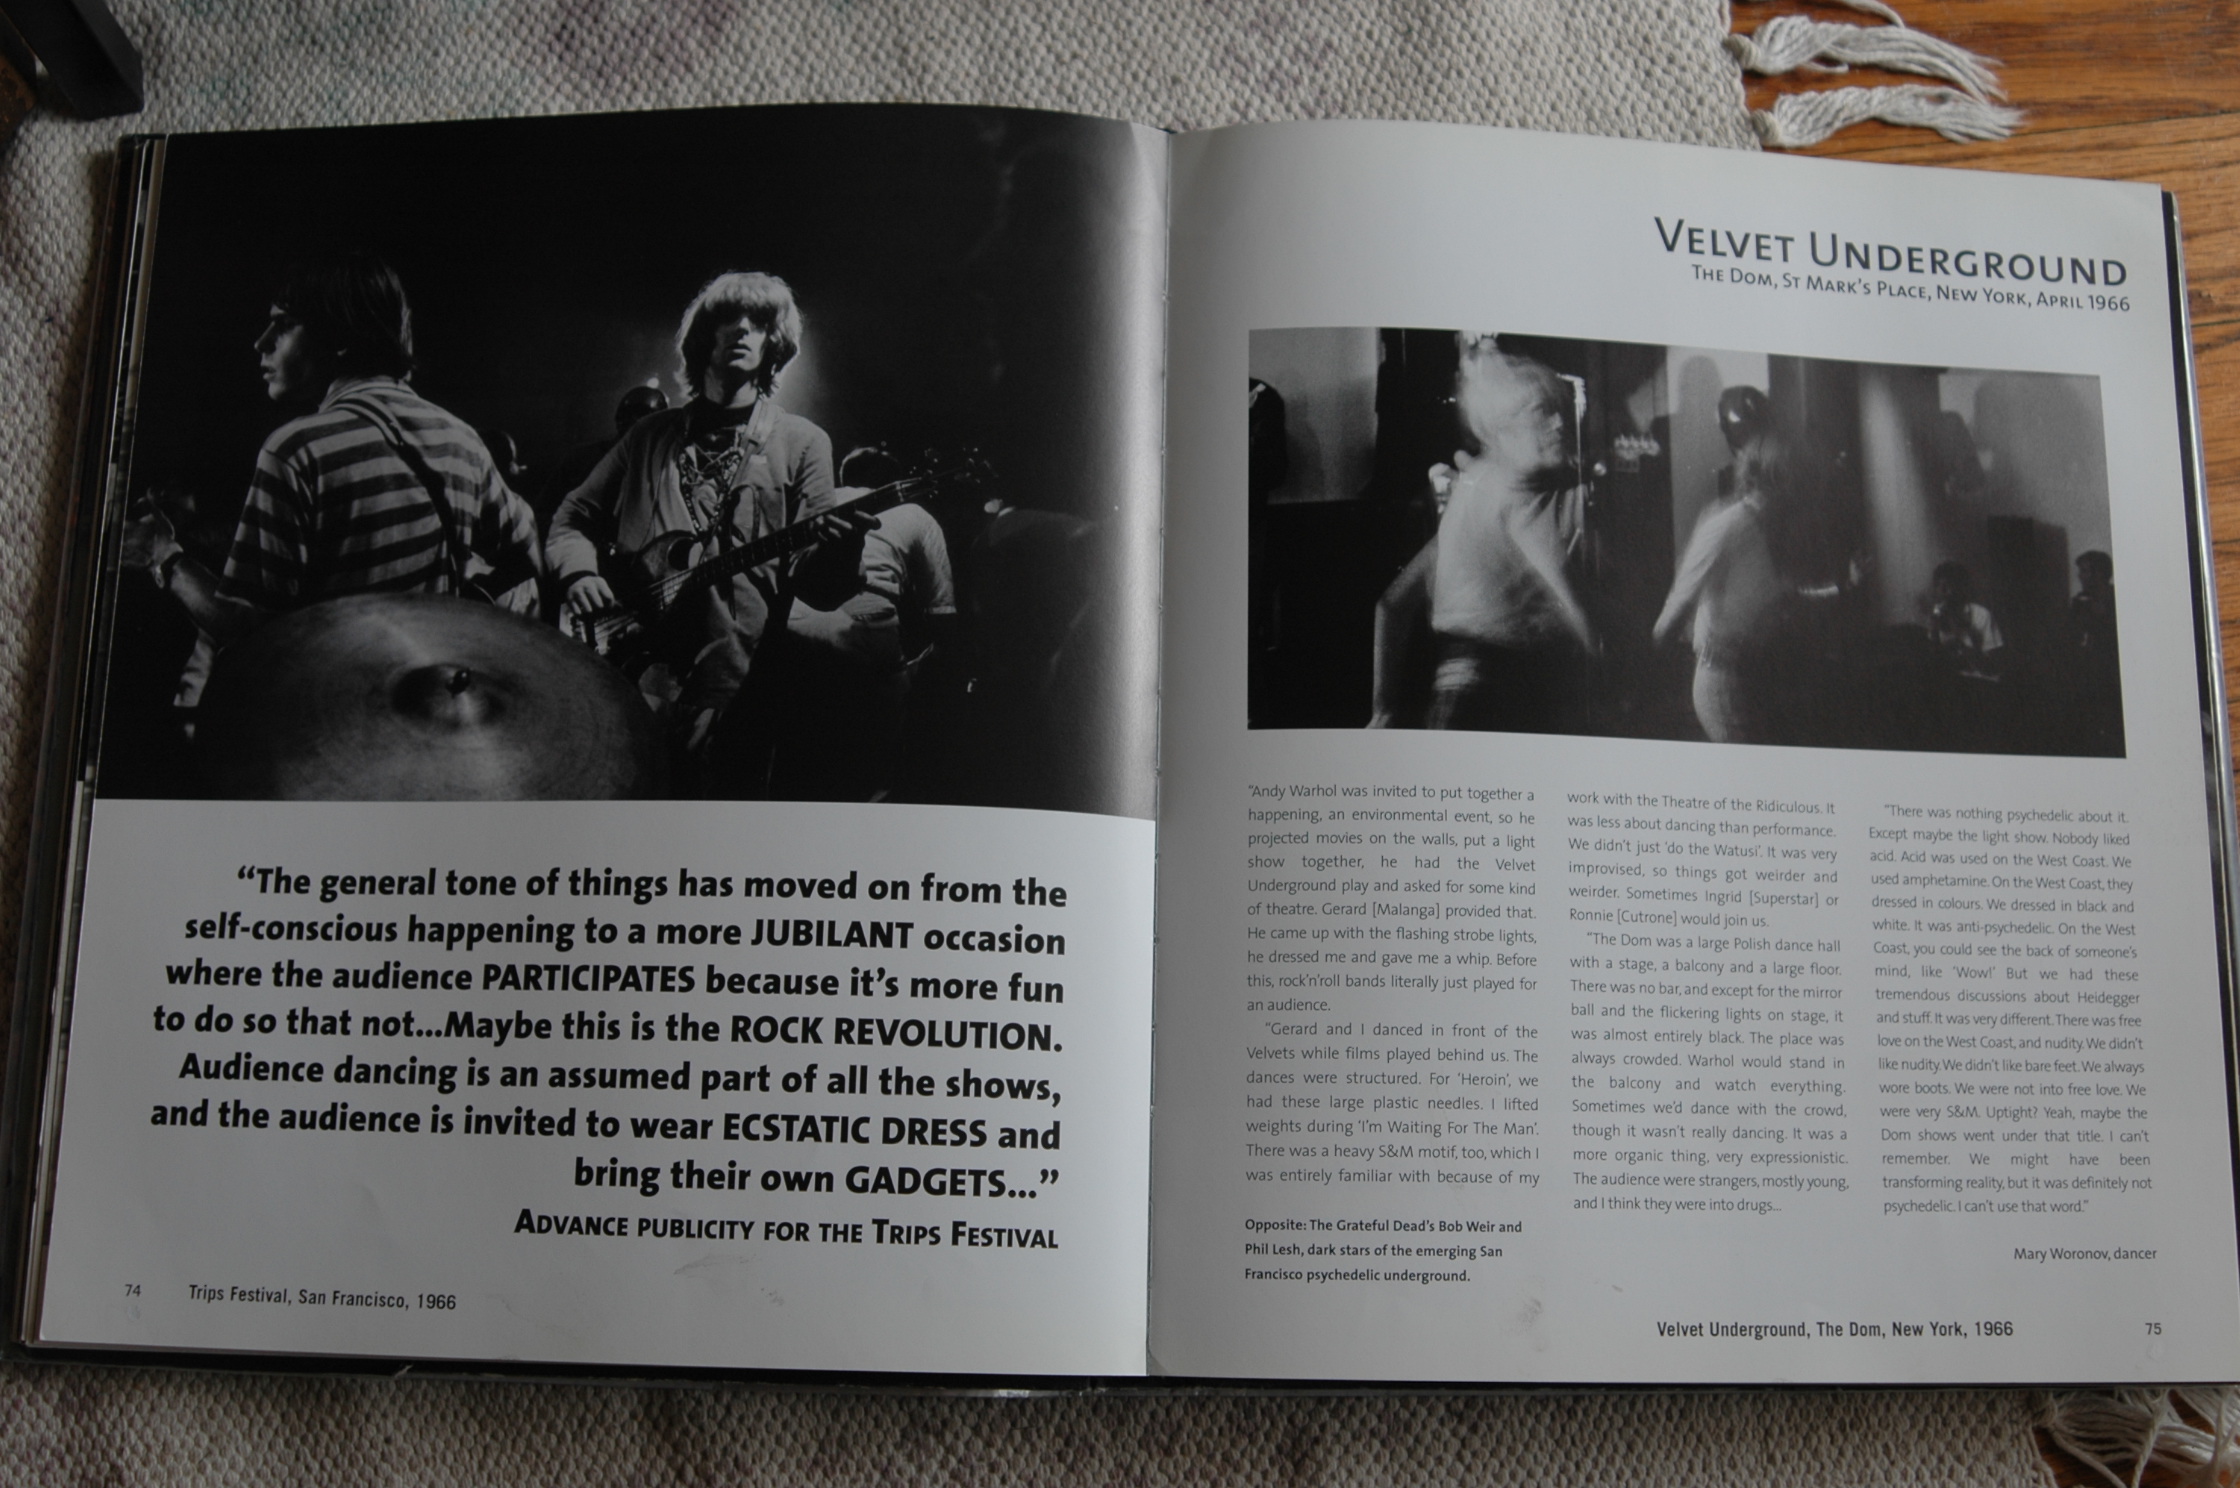 “The general tone of things has moved on from the
self-conscious happening to a more JUBILANT occasion
where the audience PARTICIPATES because it’s more fun
to do so that not...Maybe this is the ROCK REVOLUTION.
Audience dancing is an assumed part of all the shows,
and the audience is invited to wear ECSTATIC DRESS and
bring their own GADGETS...”
ADVANCE PUBLICITY FOR THE TRIPS FESTIVAL
74 Trips Festival, San Francisco, 1966
VELVET UNDERGROUND
THE DOM, ST MARK’S PLACE, NEW YORK, APRIL 1966
“Andy Warhol was invited to put together a
happening, an environmental event, so he
projected movies on the walls, put a light
show together, he had the Velvet
Underground play and asked for some kind
of theatre. Gerard [Malanga] provided that.
He came up with the flashing strobe lights,
he dressed me and gave me a whip. Before
this, rock’n’roll bands literally just played for
an audience.
“Gerard and I danced in front of the
Velvets while films played behind us. The
dances were structured. For ‘Heroin’, we
had these large plastic needles. I lifted
weights during ‘I’m Waiting For The Man’.
There was a heavy S&M motif, too, which I
was entirely familiar with because of my
work with the Theatre of the Ridiculous. It
was less about dancing than performance.
We didn’t just ‘do the Watusi’. It was very
improvised, so things got weirder and
weirder. Sometimes Ingrid [Superstar] or
Ronnie [Cutrone] would join us.
“The Dom was a large Polish dance hall
with a stage, a balcony and a large floor.
There was no bar, and except for the mirror
ball and the flickering lights on stage, it
was almost entirely black. The place was
always crowded. Warhol would stand in
the balcony and watch everything.
Sometimes we’d dance with the crowd,
though it wasn’t really dancing. It was a
more organic thing, very expressionistic.
The audience were strangers, mostly young,
and I think they were into drugs...
“There was nothing psychedelic about it.
Except maybe the light show. Nobody liked
acid. Acid was used on the West Coast. We
used amphetamine. On the West Coast, they
dressed in colours. We dressed in black and
white. It was anti-psychedelic. On the West
Coast, you could see the back of someone’s
mind, like ‘Wow!’ But we had these
tremendous discussions about Heidegger
and stuff. It was very different. There was free
love on the West Coast, and nudity. We didn’t
like nudity. We didn’t like bare feet. We always
wore boots. We were not into free love. We
were very S&M. Uptight? Yeah, maybe the
Dom shows went under that title. I can’t
remember. We might have been
transforming reality, but it was definitely not
psychedelic. I can’t use that word.”
Mary Woronov, dancer
Opposite: The Grateful Dead’s Bob Weir and
Phil Lesh, dark stars of the emerging San
Francisco psychedelic underground.
Velvet Underground, The Dom, New York, 1966 75